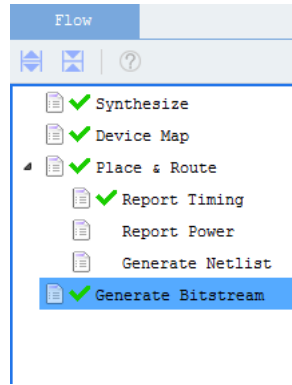 Flow
Synthesize
Device Map
Place & Route
Report Timing
Report Power
Generate Netlist
Generate Bitstream